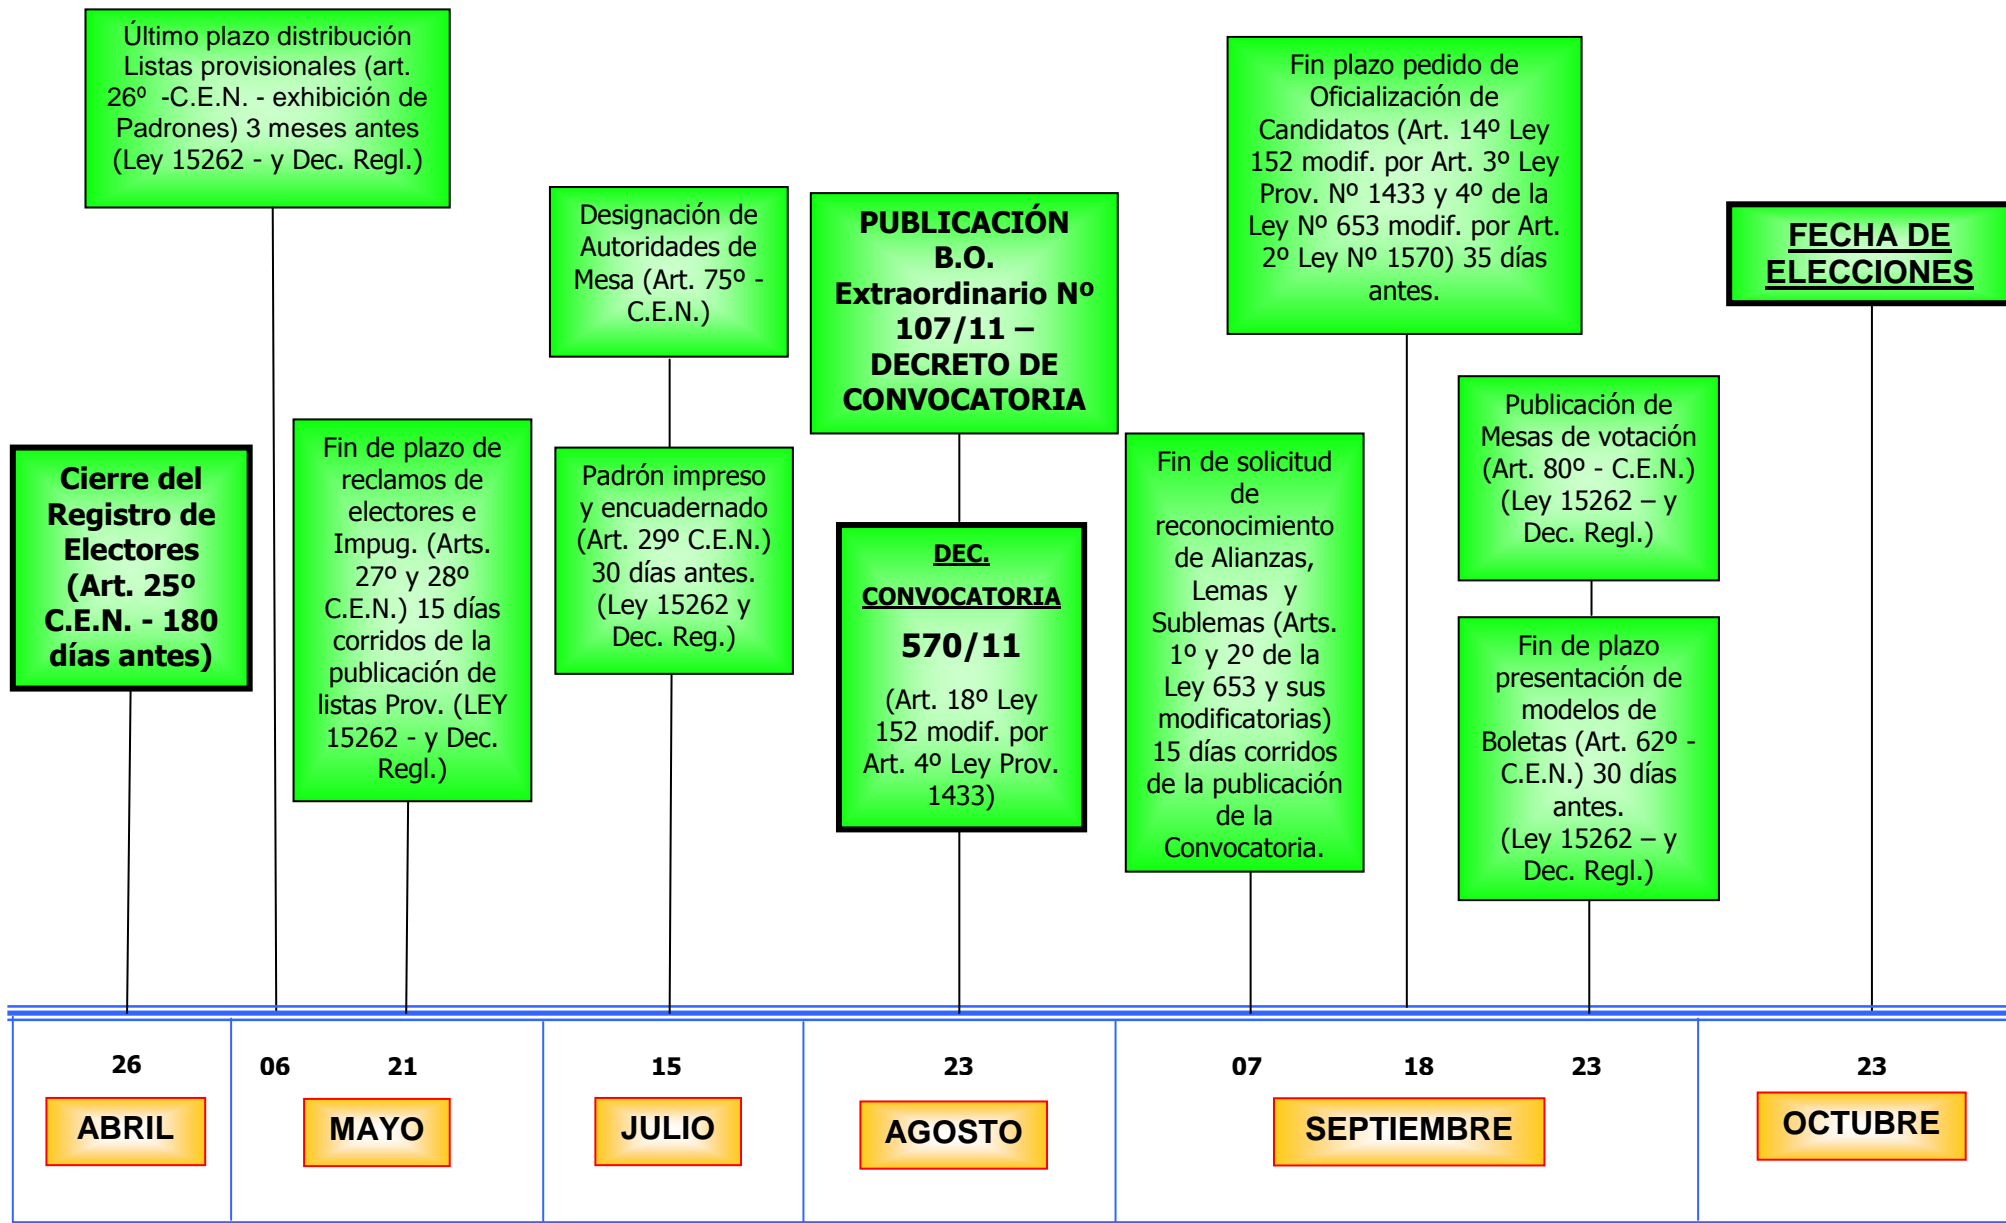 Último plazo distribución
Listas provisionales (art.
26º -C.E.N. - exhibición de
Padrones) 3 meses antes
(Ley 15262 - y Dec. Regl.)
Fin plazo pedido de
Oficialización de
Candidatos (Art. 14º Ley
152 modif. por Art. 3º Ley
Prov. Nº 1433 y 4º de la
Ley Nº 653 modif. por Art.
2º Ley Nº 1570) 35 días
antes.
Designación de
Autoridades de
Mesa (Art. 75º -
C.E.N.)
PUBLICACIÓN
B.O.
Extraordinario Nº
107/11 –
DECRETO DE
CONVOCATORIA
FECHA DE
ELECCIONES
Cierre del
Registro de
Electores
(Art. 25º
C.E.N. - 180
días antes)
Fin de plazo de
reclamos de
electores e
Impug. (Arts.
27º y 28º
C.E.N.) 15 días
corridos de la
publicación de
listas Prov. (LEY
15262 - y Dec.
Regl.)
Padrón impreso
y encuadernado
(Art. 29º C.E.N.)
30 días antes.
(Ley 15262 y
Dec. Reg.)
DEC.
CONVOCATORIA
570/11
(Art. 18º Ley
152 modif. por
Art. 4º Ley Prov.
1433)
Fin de solicitud
de
reconocimiento
de Alianzas,
Lemas y
Sublemas (Arts.
1º y 2º de la
Ley 653 y sus
modificatorias)
15 días corridos
de la publicación
de la
Convocatoria.
Publicación de
Mesas de votación
(Art. 80º - C.E.N.)
(Ley 15262 – y
Dec. Regl.)
Fin de plazo
presentación de
modelos de
Boletas (Art. 62º -
C.E.N.) 30 días
antes.
(Ley 15262 – y
Dec. Regl.)
26
06
21
15
23
07
18
23
23
ABRIL
MAYO
JULIO
AGOSTO
SEPTIEMBRE
OCTUBRE